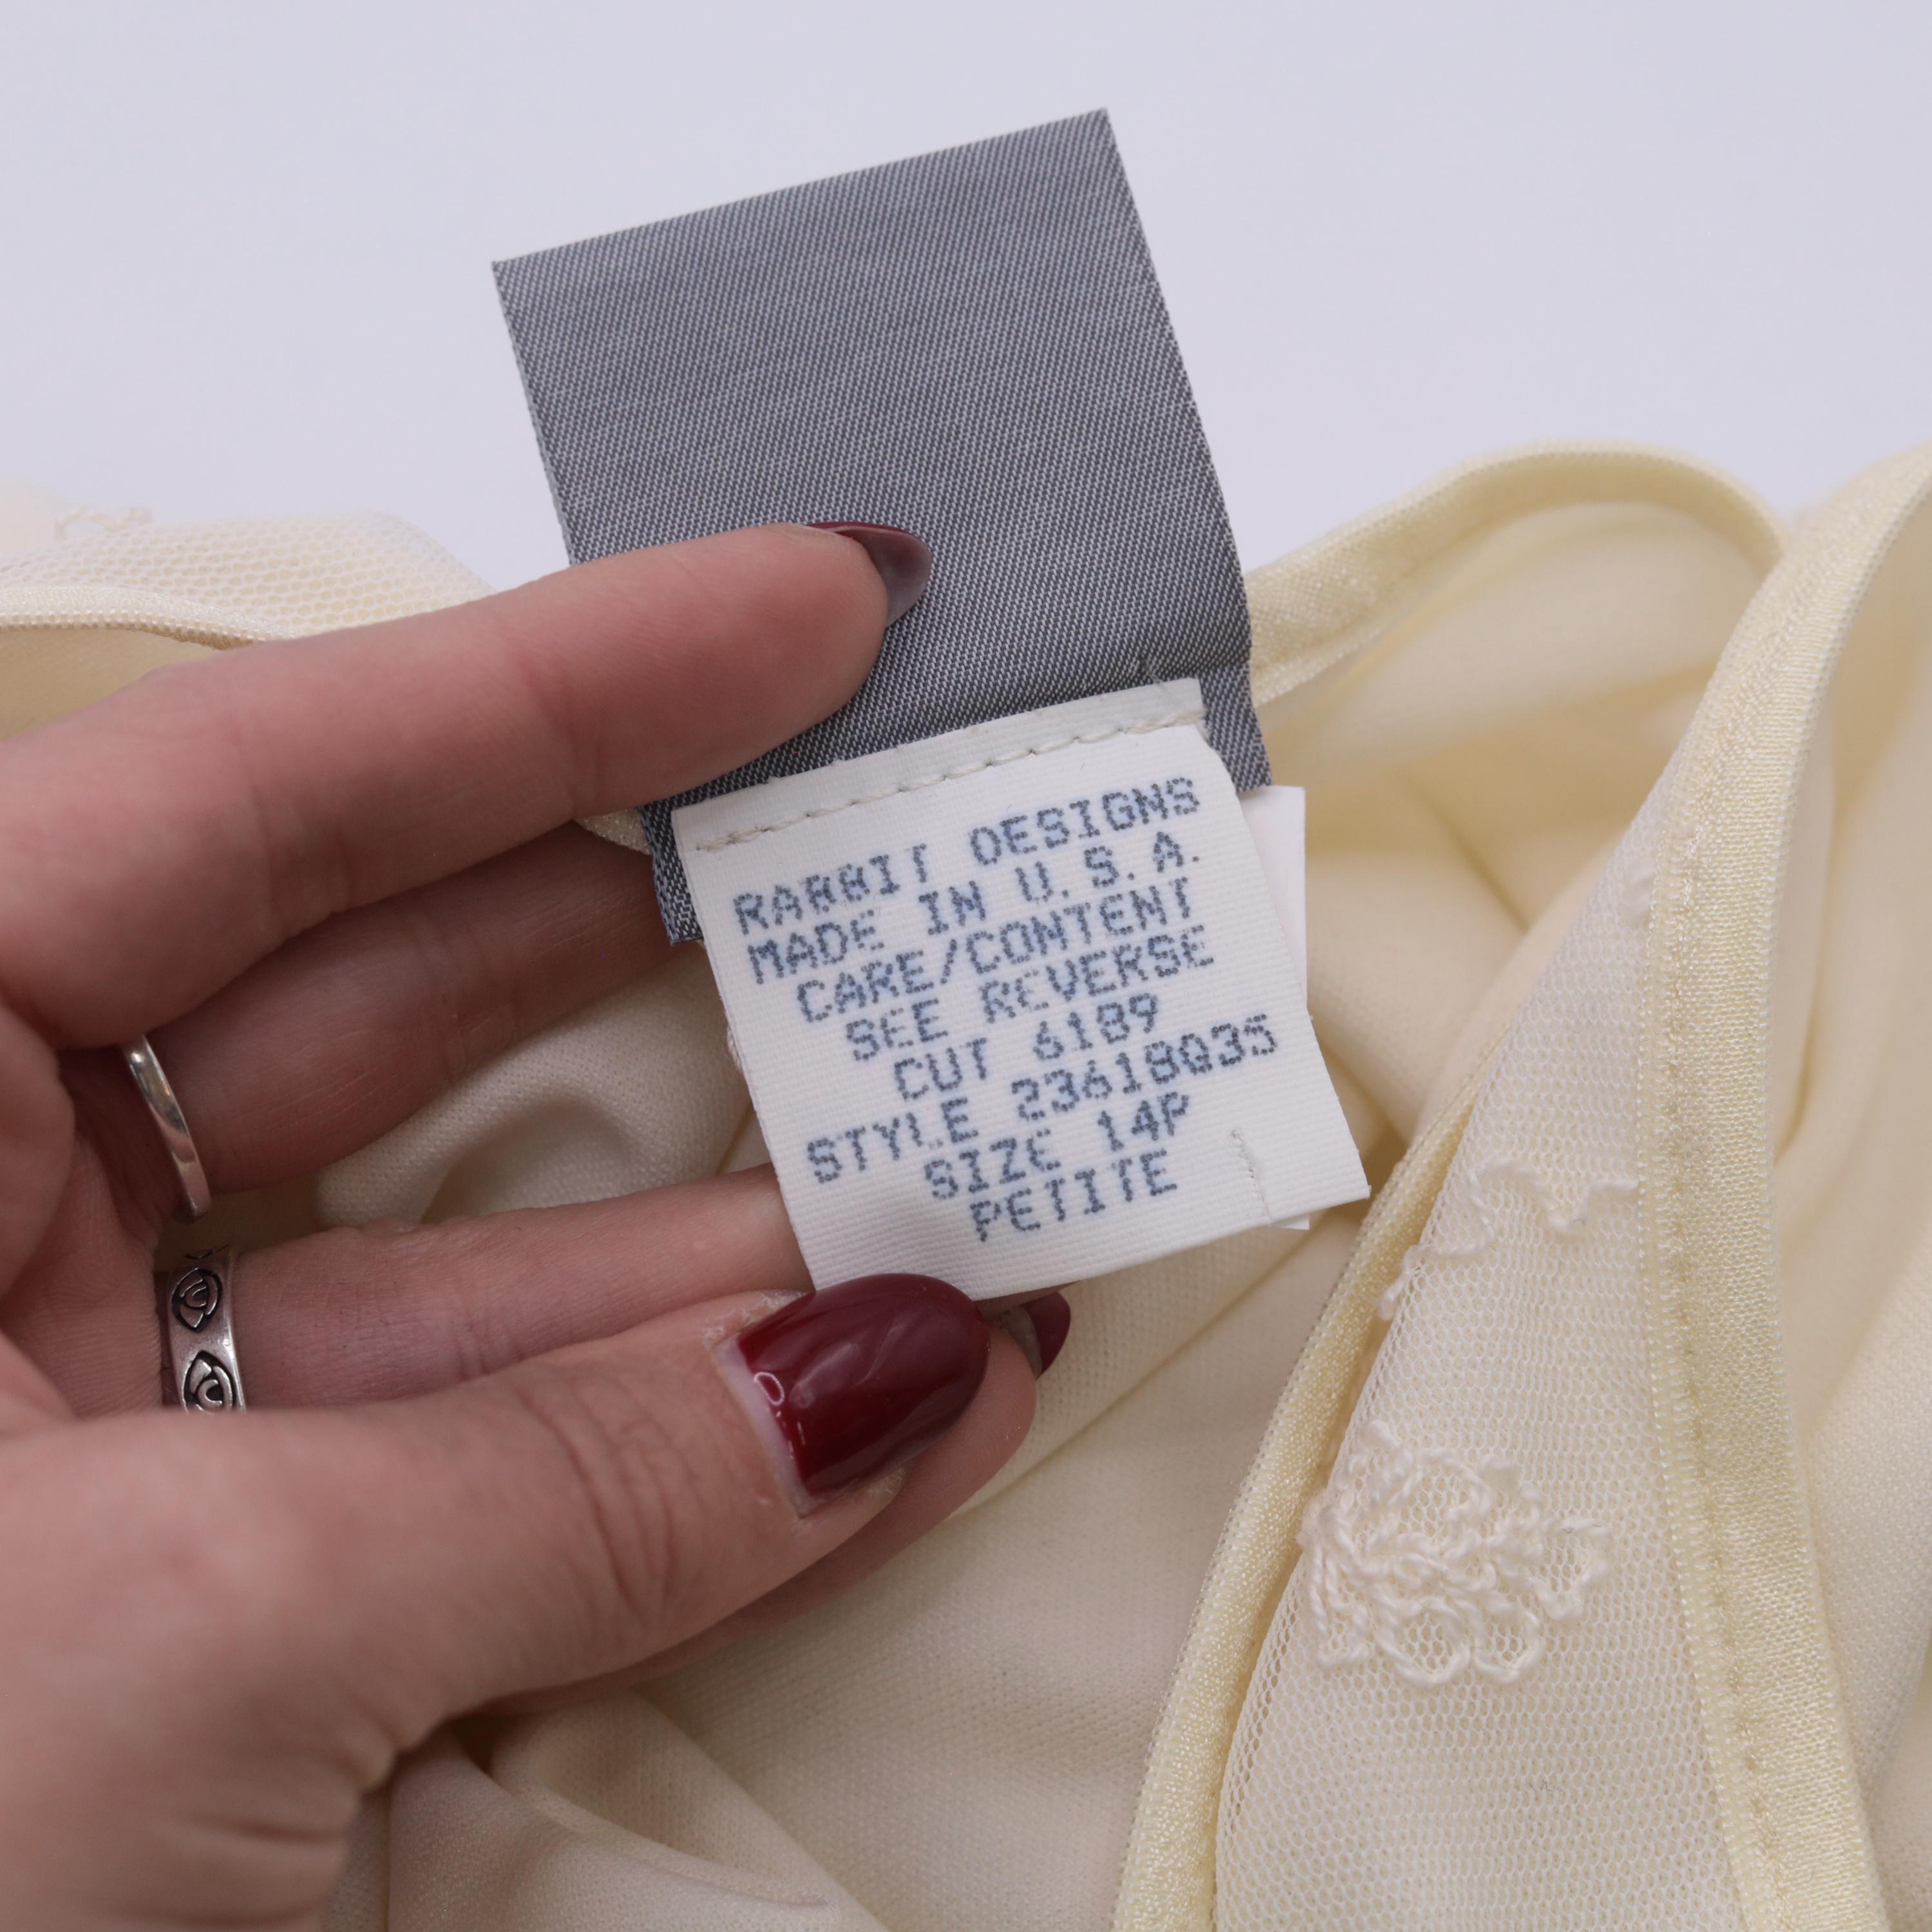 RABBIT DESIGNS
MADE IN U.S.A.
CARE/CONTENT
SEE REVERSE
CUT 6189
STYLE 23618Q35
SIZE 14P
PETITE